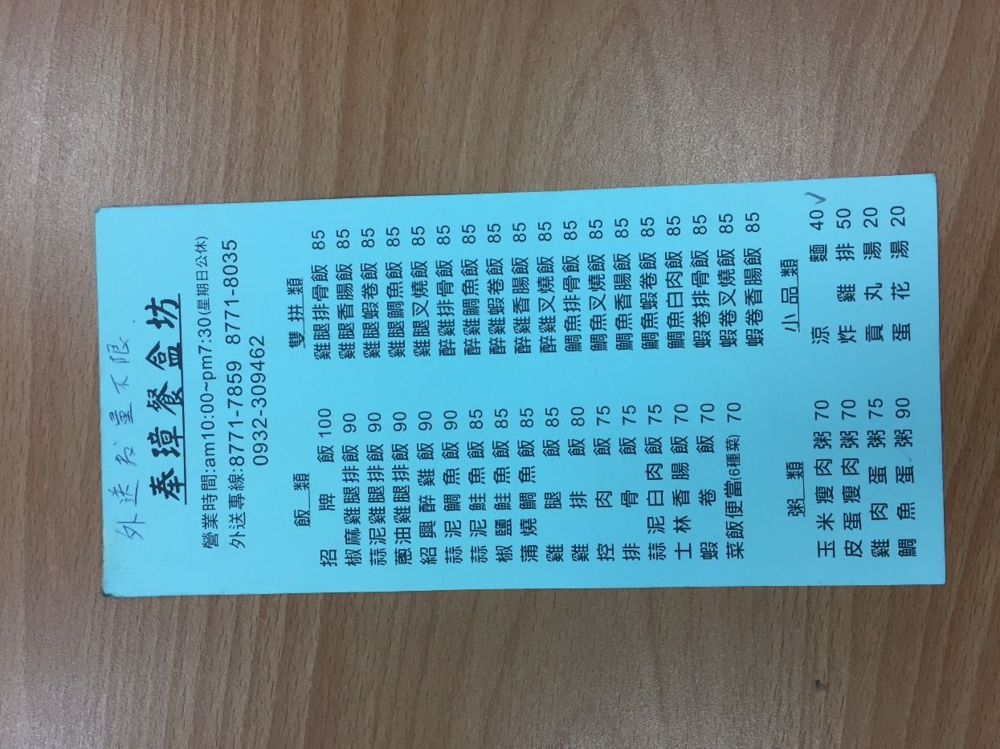 外送 數量不限
奉璋餐盒坊
營業時間:am10:00~pm7:30(星期日公休)
外送專線:8771-7859 8771-8035
0932-309462
飯 類
招牌飯 100
椒麻雞腿排飯 90
蒜泥雞腿排飯 90
蔥油雞腿排飯 90
紹興醉雞飯 90
蒜泥鯛魚飯 90
蒜泥鮭魚飯 85
椒鹽鮭魚飯 85
蒲燒鯛魚飯 85
雞腿飯 85
雞排飯 80
控肉飯 75
排骨飯 75
蒜泥白肉飯 75
士林香腸飯 70
蝦卷飯 70
菜飯便當(6種菜) 70
雙 拼 類
雞腿排骨飯 85
雞腿香腸飯 85
雞腿蝦卷飯 85
雞腿鯛魚飯 85
雞腿叉燒飯 85
醉雞排骨飯 85
醉雞鯛魚飯 85
醉雞蝦卷飯 85
醉雞香腸飯 85
醉雞叉燒飯 85
鯛魚排骨飯 85
鯛魚叉燒飯 85
鯛魚香腸飯 85
鯛魚蝦卷飯 85
鯛魚白肉飯 85
蝦卷排骨飯 85
蝦卷叉燒飯 85
蝦卷香腸飯 85
粥 類
玉米瘦肉粥 70
皮蛋瘦肉粥 70
雞肉蛋粥 75
鯛魚蛋粥 90
小 品 類
涼麵 40✓
炸雞排 50
貢丸湯 20
蛋花湯 20